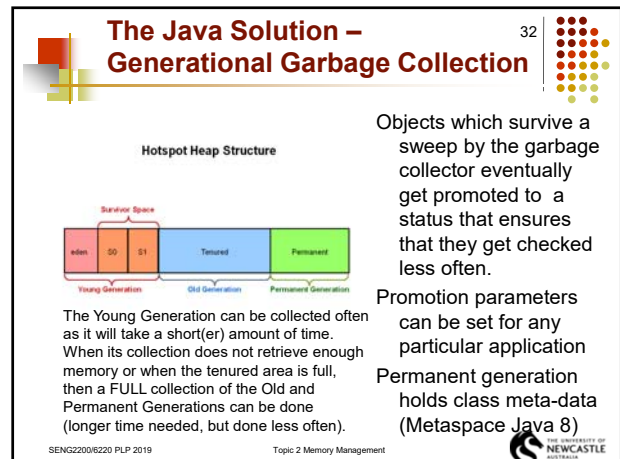 The Java Solution –
Generational Garbage Collection
32
Hotspot Heap Structure
Survivor Space
eden
S0
S1
Tenured
Permanent
Young Generation
Old Generation
Permanent Generation
The Young Generation can be collected often
as it will take a short(er) amount of time.
When its collection does not retrieve enough
memory or when the tenured area is full,
then a FULL collection of the Old and
Permanent Generations can be done
(longer time needed, but done less often).
Objects which survive a
sweep by the garbage
collector eventually
get promoted to a
status that ensures
that they get checked
less often.
Promotion parameters
can be set for any
particular application
Permanent generation
holds class meta-data
(Metaspace Java 8)
SENG2200/6220 PLP 2019
Topic 2 Memory Management
THE UNIVERSITY OF
NEWCASTLE
AUSTRALIA